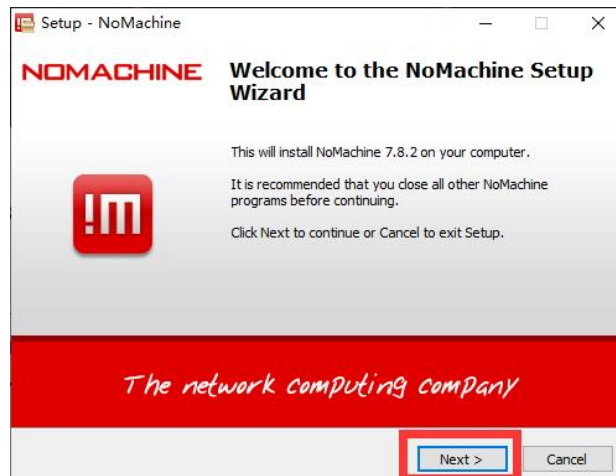 Setup - NoMachine
NOMACHINE
Welcome to the NoMachine Setup
Wizard
This will install NoMachine 7.8.2 on your computer.
It is recommended that you close all other NoMachine
programs before continuing.
Click Next to continue or Cancel to exit Setup.
!m
The network computing company
Next >
Cancel